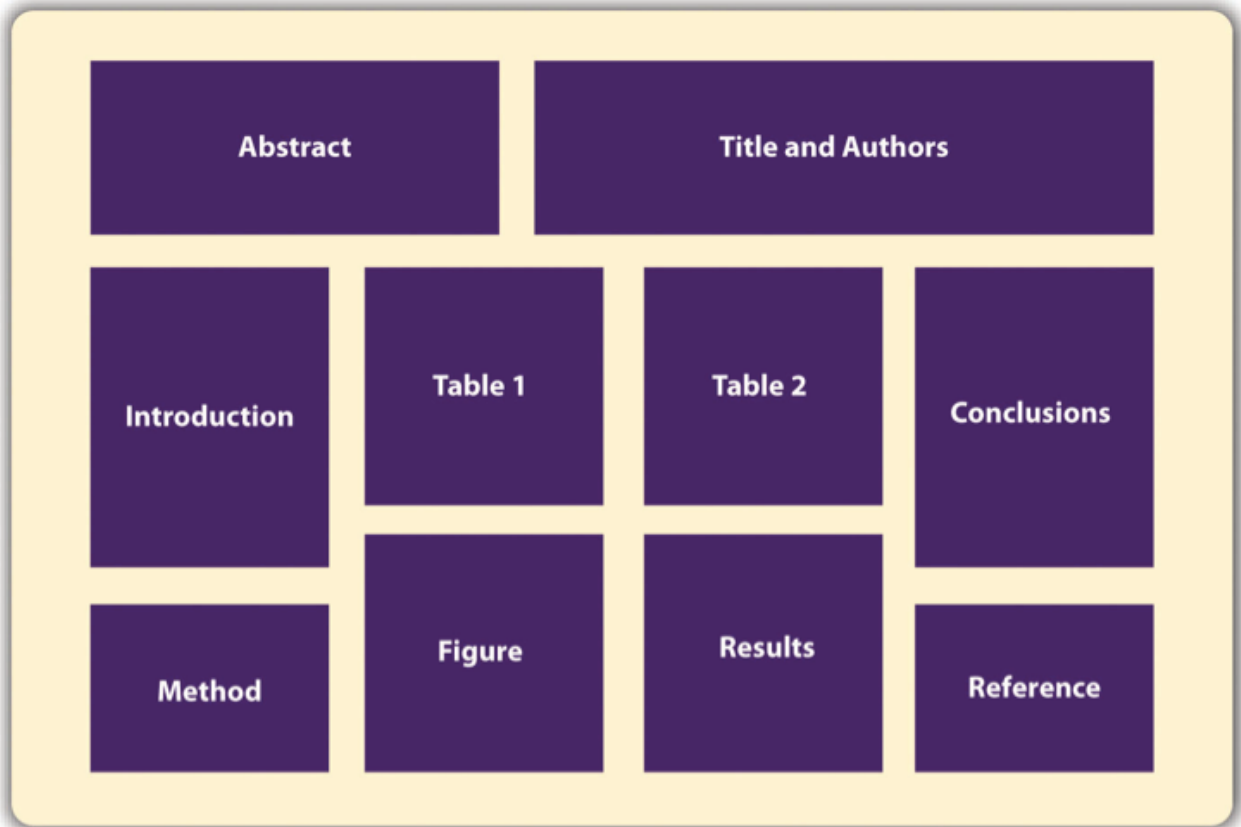 Abstract
Title and Authors
Introduction
Table 1
Table 2
Conclusions
Method
Figure
Results
Reference